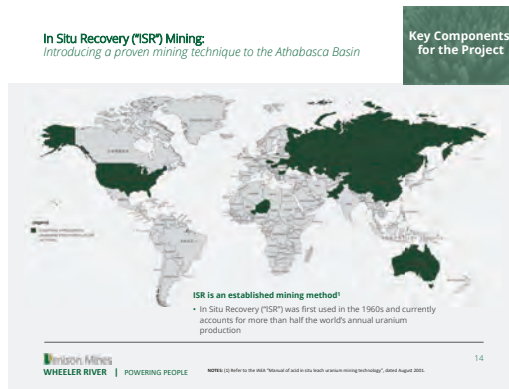 In Situ Recovery ("ISR") Mining:
Introducing a proven mining technique to the Athabasca Basin
Key Components
for the Project
CANADA
ISR is an established mining method¹
• In Situ Recovery ("ISR") was first used in the 1960s and currently
accounts for more than half the world's annual uranium
production
Denison Mines
WHEELER RIVER | POWERING PEOPLE
NOTES: (1) Refer to the IAEA "Manual of acid in situ leach uranium mining technology", dated August 2001.
14